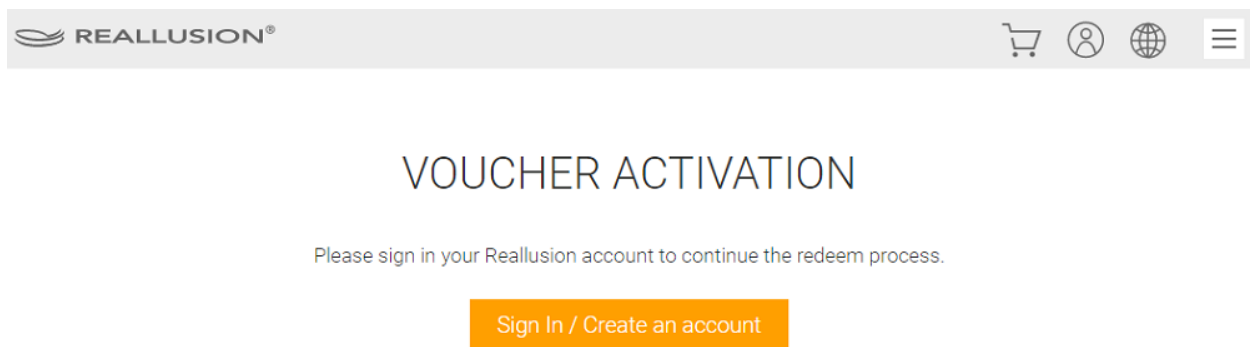 REALLUSION®
VOUCHER ACTIVATION
Please sign in your Reallusion account to continue the redeem process.
Sign In / Create an account